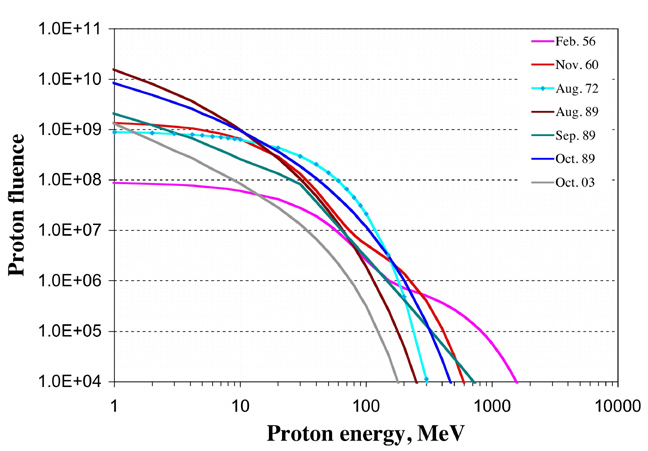 1.0E+11
1.0E+10
1.0E+09
1.0E+08
1.0E+07
1.0E+06
1.0E+05
1.0E+04
Proton fluence
Feb. 56
Nov. 60
Aug. 72
Aug. 89
Sep. 89
Oct. 89
Oct. 03
1 10 100 1000 10000
Proton energy, MeV